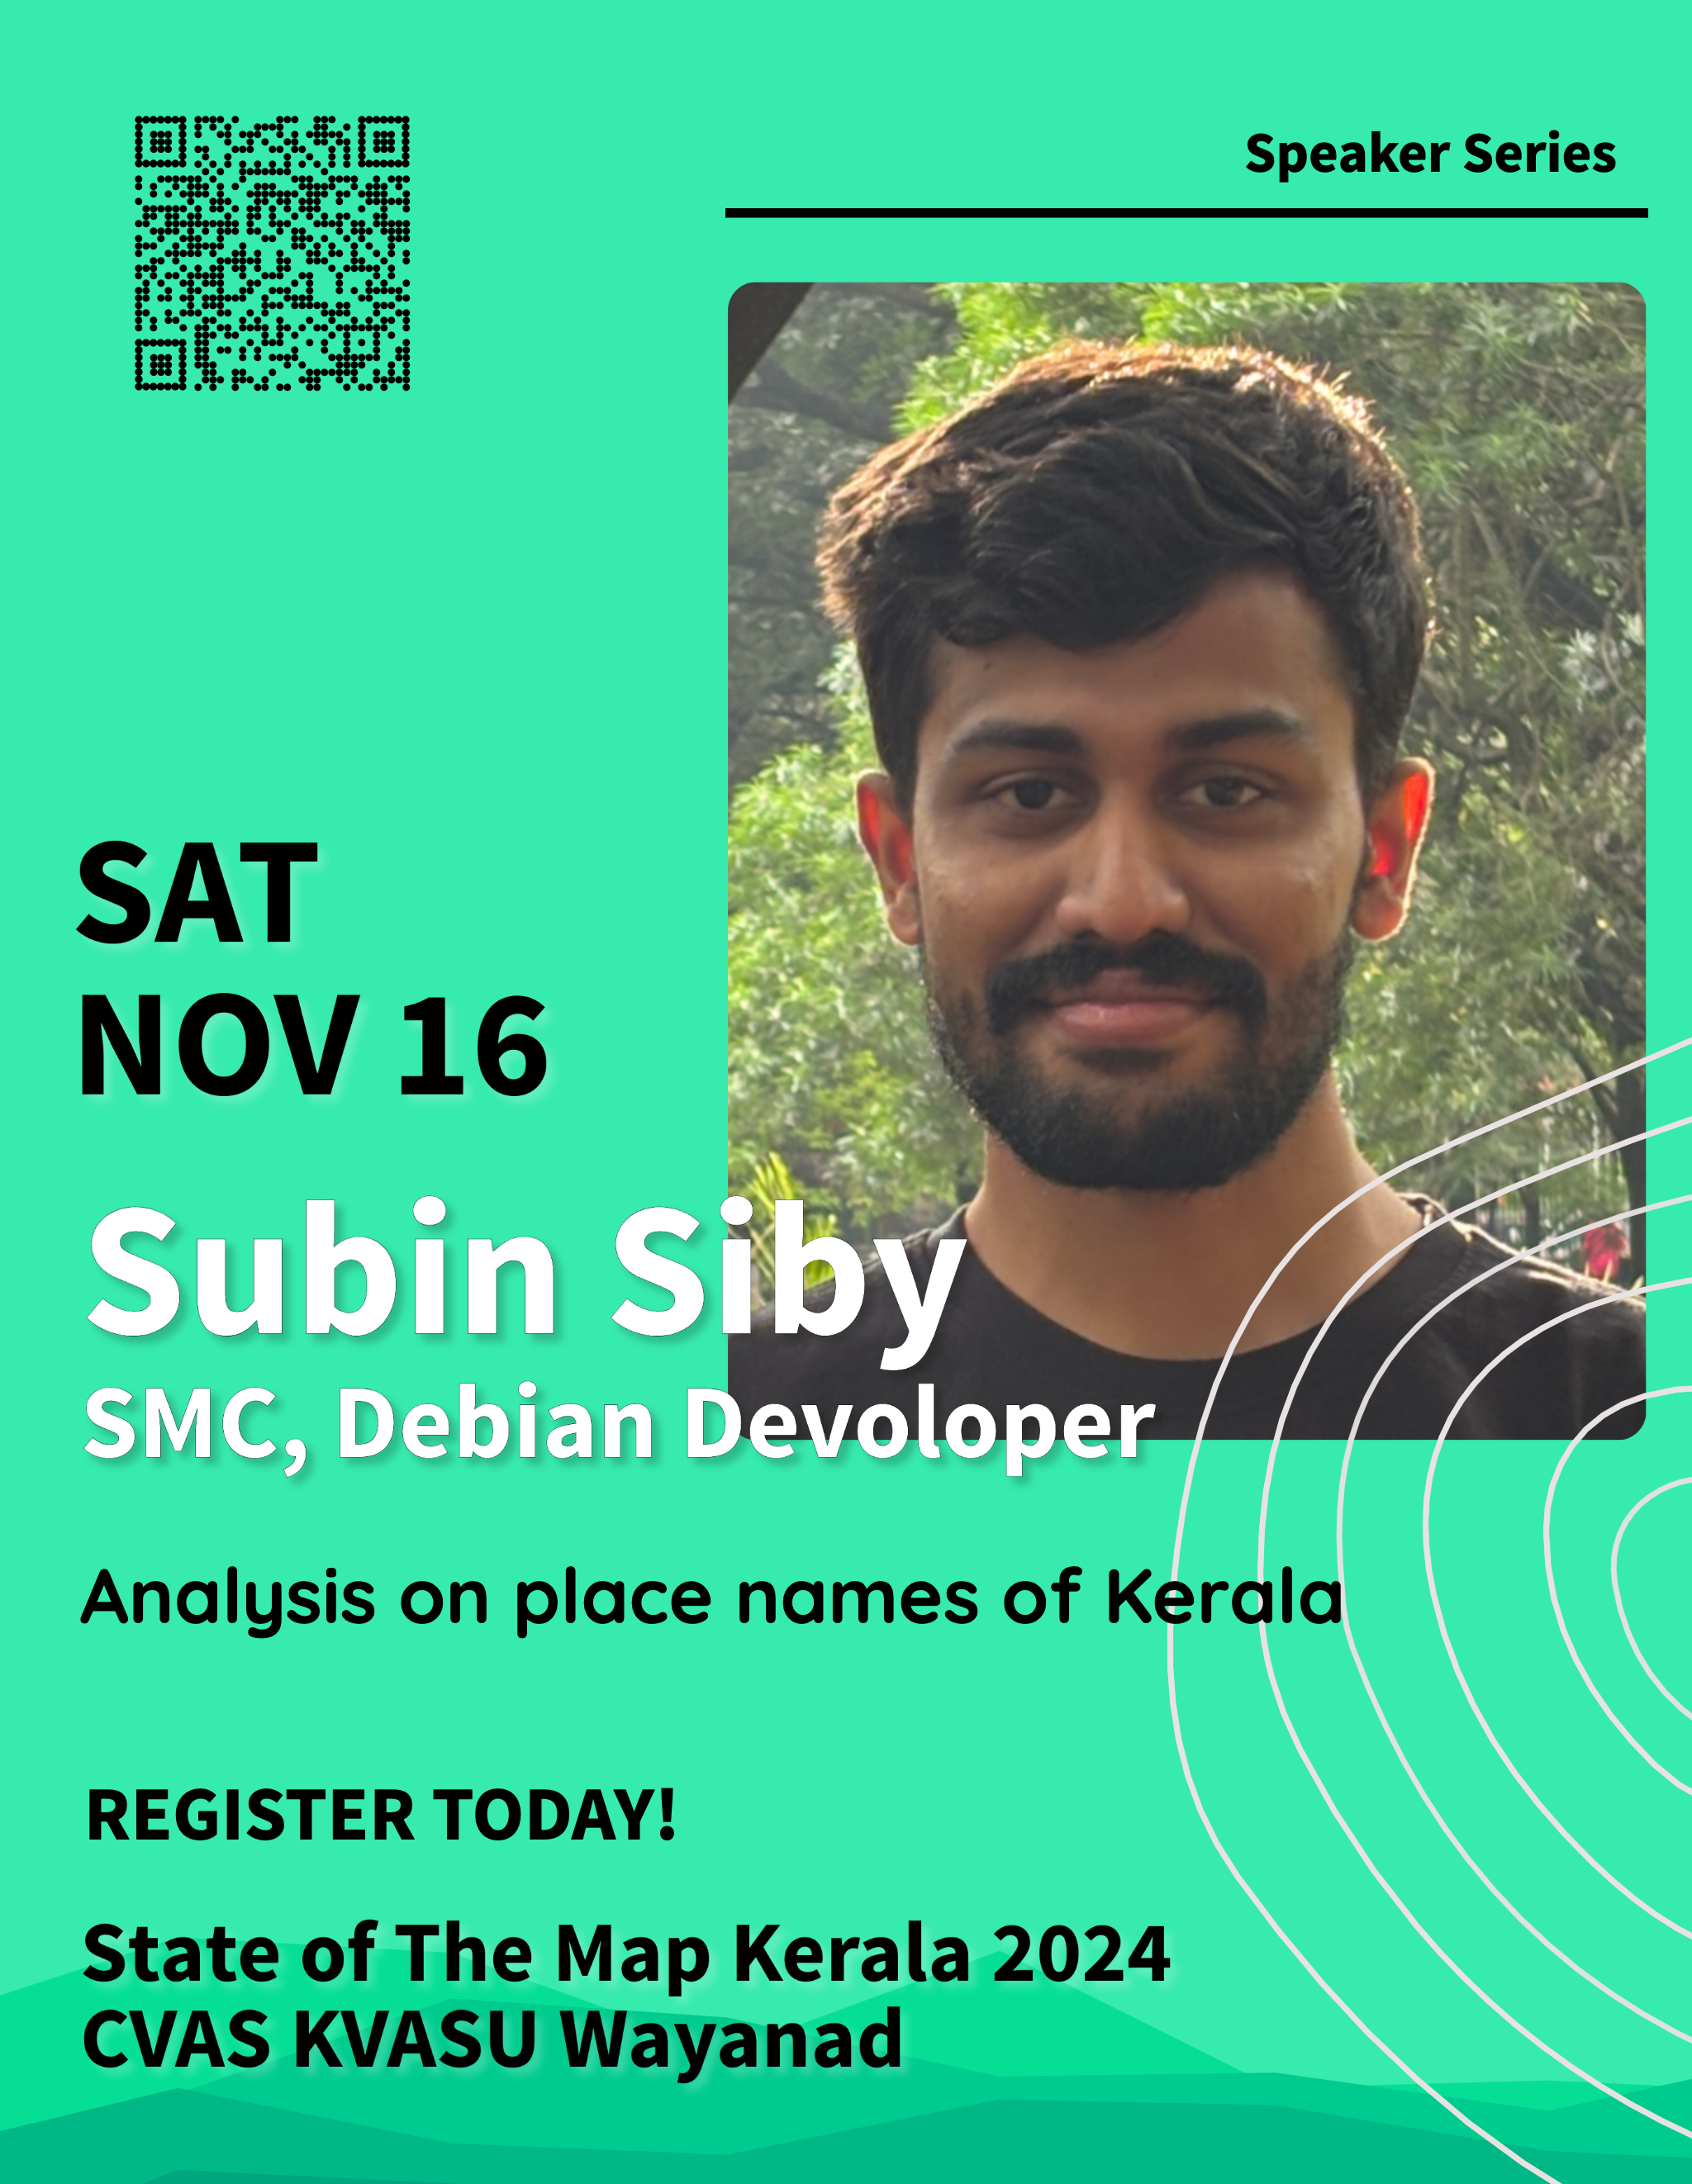 Speaker Series
SAT
NOV 16
Subin Siby
SMC, Debian Devoloper
Analysis on place names of Kerala
REGISTER TODAY!
State of The Map Kerala 2024
CVAS KVASU Wayanad